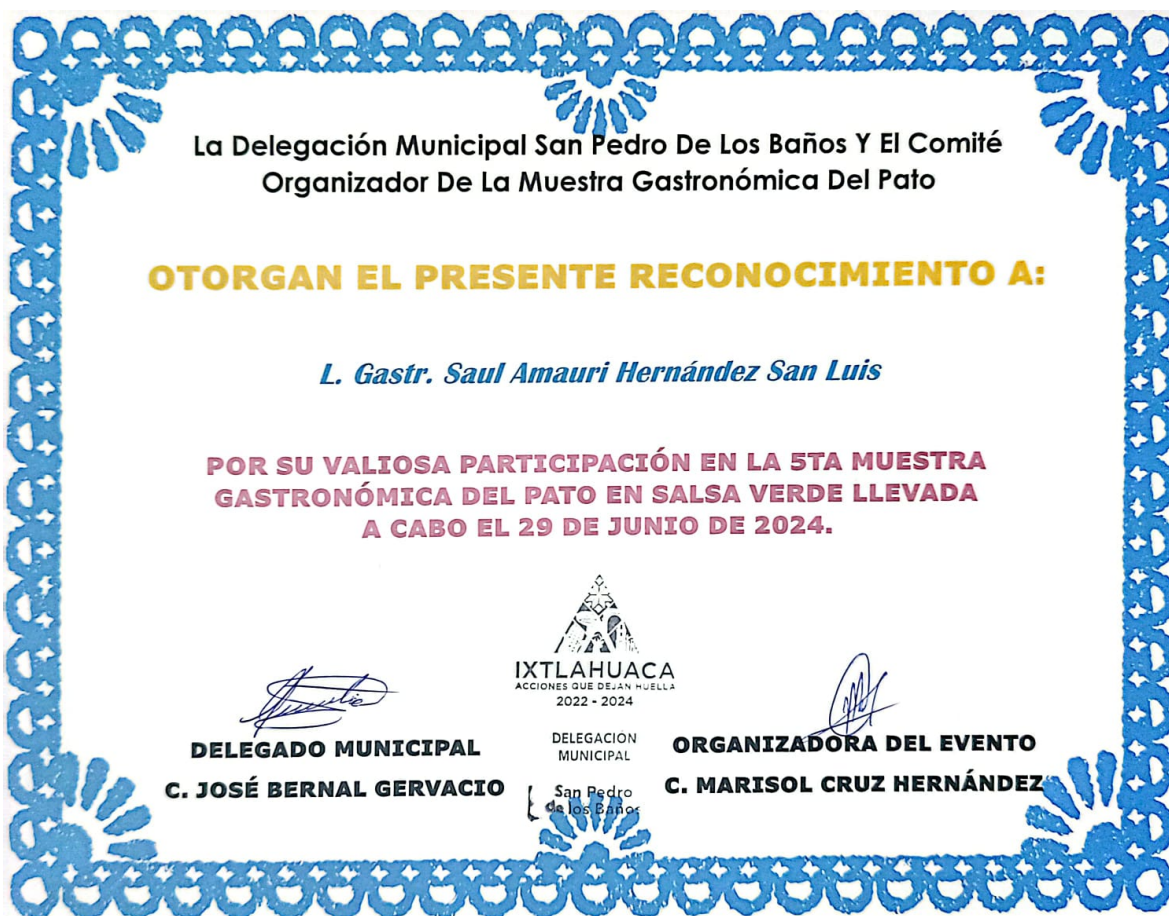 La Delegación Municipal San Pedro De Los Baños Y El Comité
Organizador De La Muestra Gastronómica Del Pato
OTORGAN EL PRESENTE RECONOCIMIENTO A:
L. Gastr. Saul Amauri Hernández San Luis
POR SU VALIOSA PARTICIPACIÓN EN LA 5TA MUESTRA
GASTRONÓMICA DEL PATO EN SALSA VERDE LLEVADA
A CABO EL 29 DE JUNIO DE 2024.
IXTLAHUACA
ACCIONES QUE DEJAN HUELLA
2022 - 2024
DELEGACIÓN
MUNICIPAL
San Pedro
de los Baños
DELEGADO MUNICIPAL
C. JOSÉ BERNAL GERVACIO
ORGANIZADORA DEL EVENTO
C. MARISOL CRUZ HERNÁNDEZ